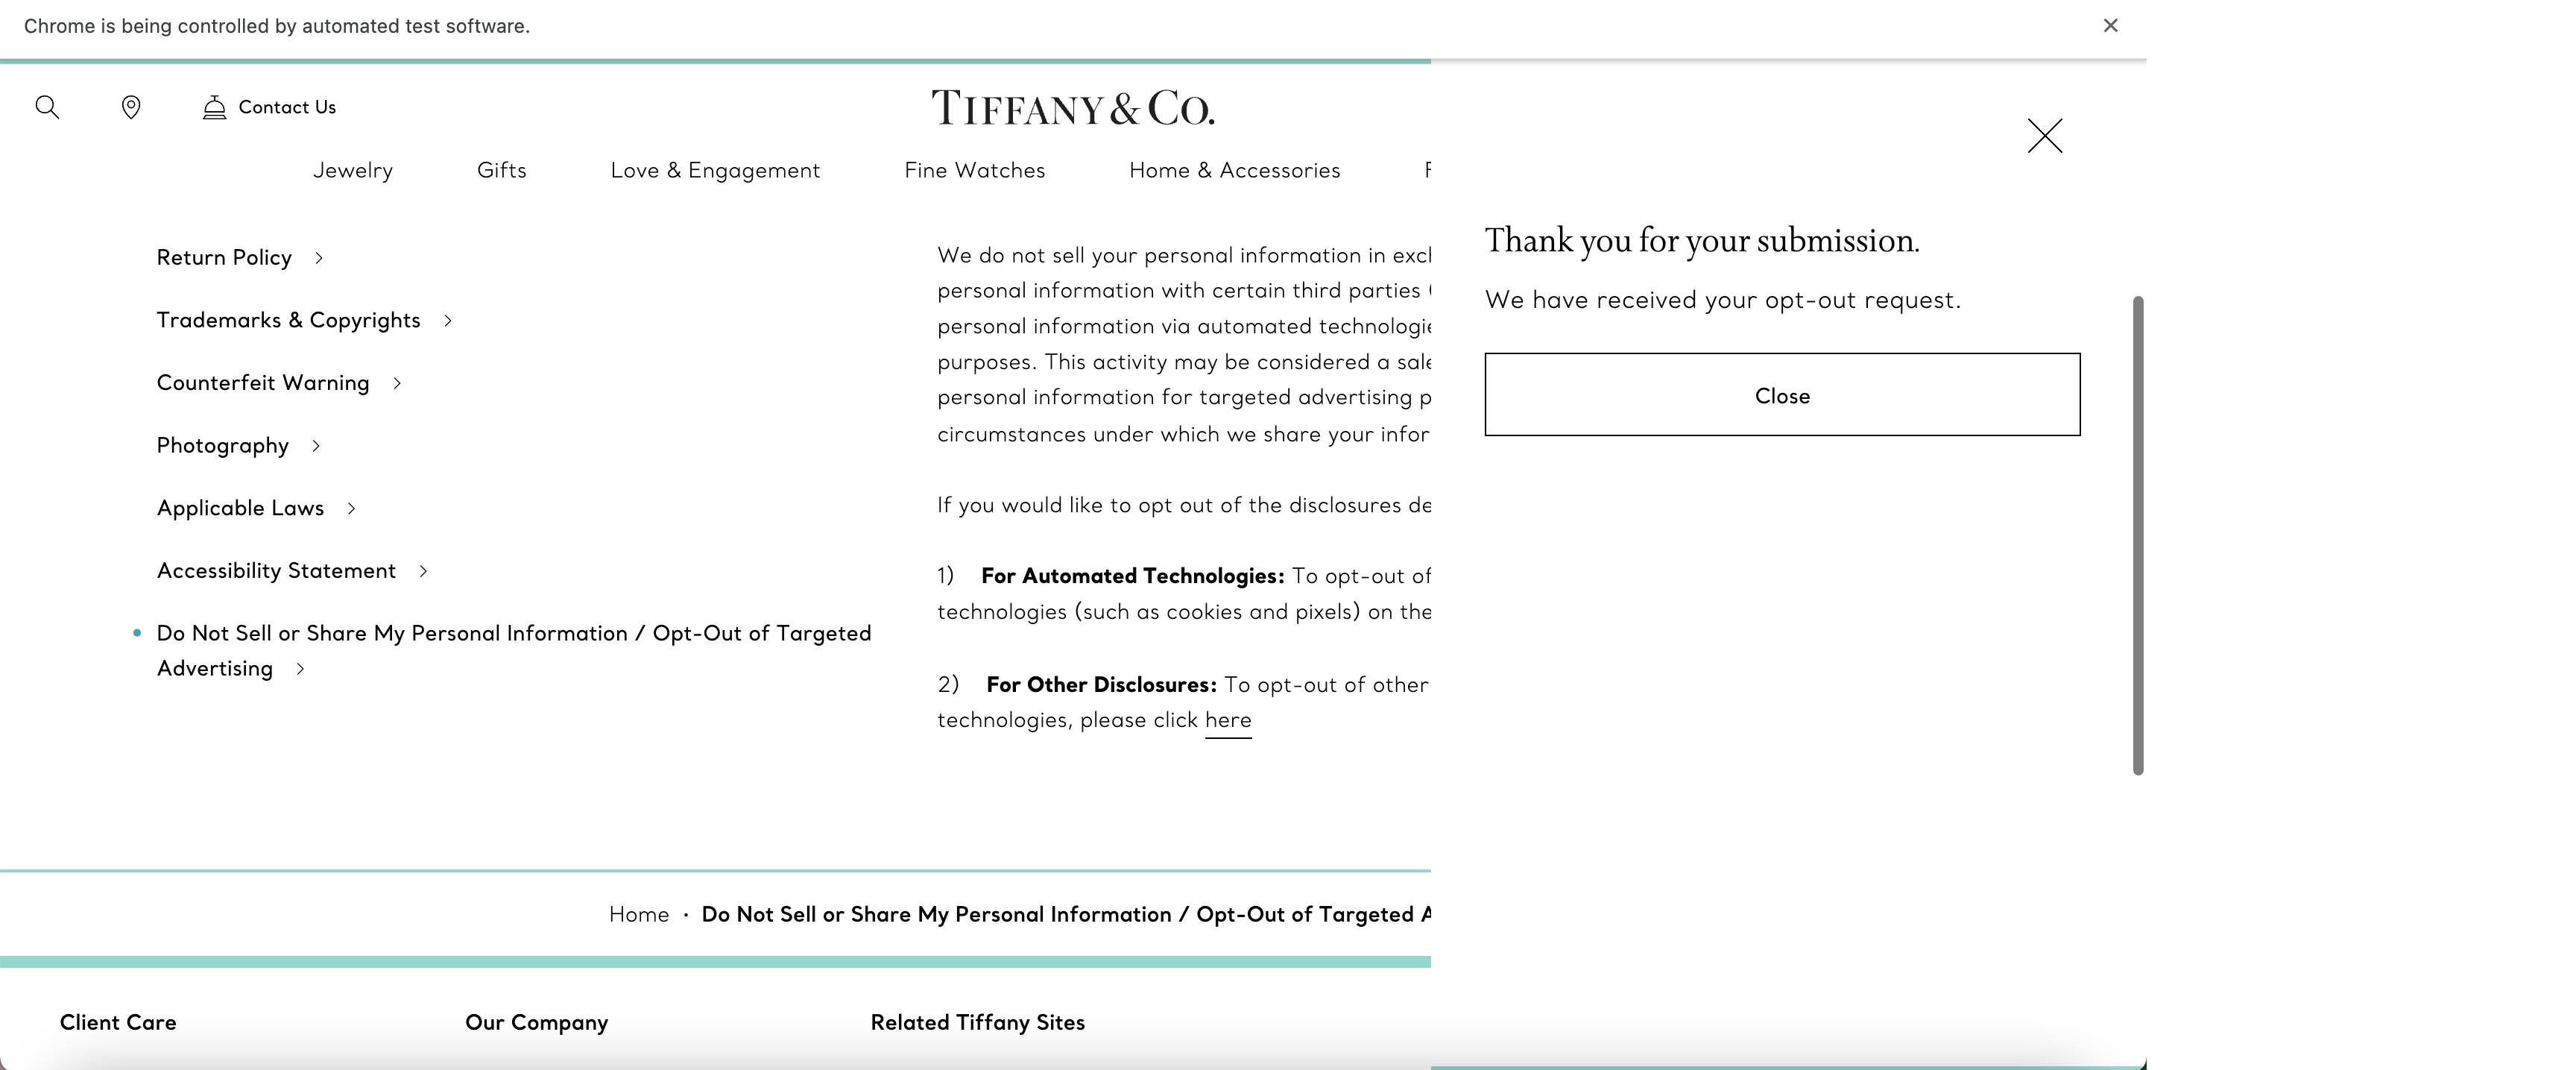 Chrome is being controlled by automated test software.
Contact Us
TIFFANY & CO.
Jewelry Gifts Love & Engagement Fine Watches Home & Accessories
Return Policy
Trademarks & Copyrights
Counterfeit Warning
Photography
Applicable Laws
Accessibility Statement
Do Not Sell or Share My Personal Information / Opt-Out of Targeted
Advertising
We do not sell your personal information in
personal information with certain third parties
personal information via automated
purposes. This activity may be considered a
personal information for targeted advertising
circumstances under which we share your
If you would like to opt out of the disclosures
1) For Automated Technologies: To opt-out of
technologies (such as cookies and pixels) on
2) For Other Disclosures: To opt-out of other
technologies, please click here
Thank you for your submission.
We have received your opt-out request.
Close
Home • Do Not Sell or Share My Personal Information / Opt-Out of Targeted
Client Care Our Company Related Tiffany Sites